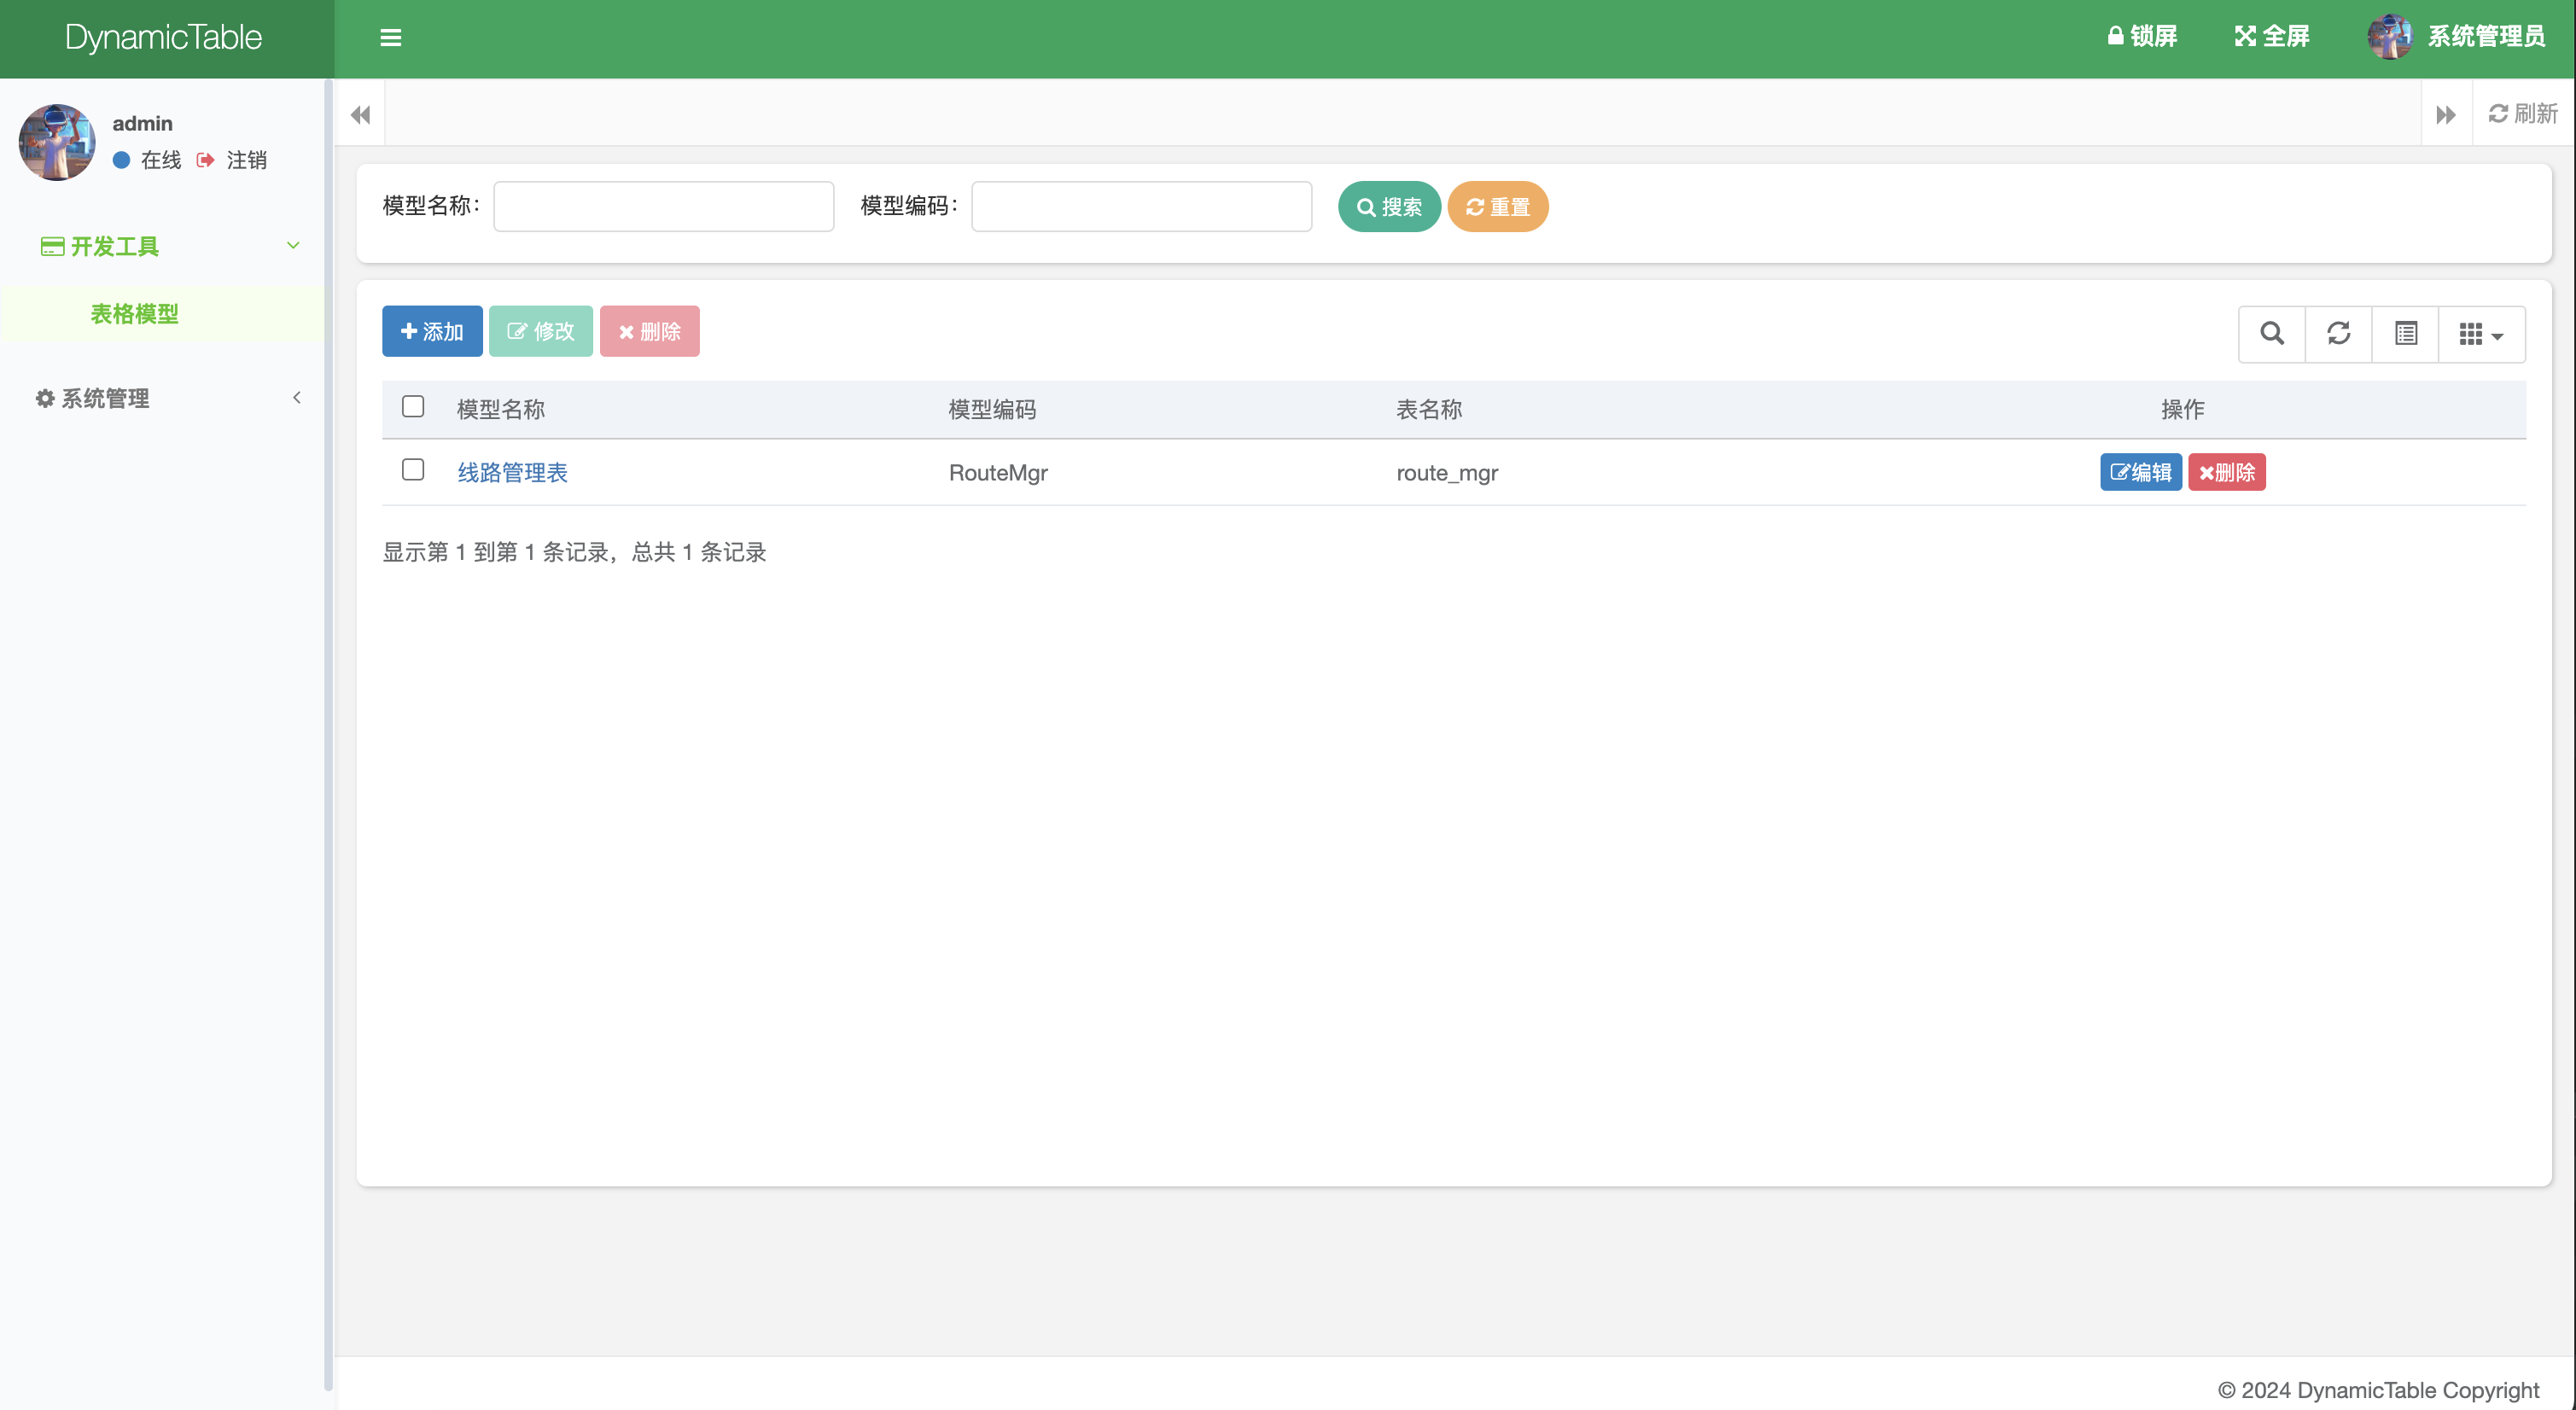 DynamicTable
锁屏 全屏 系统管理员
admin
在线 注销
刷新
开发工具
表格模型
系统管理
模型名称： 模型编码： 搜索 重置
添加 修改 删除
模型名称 模型编码 表名称 操作
线路管理表 RouteMgr route_mgr 编辑 删除
显示第 1 到第 1 条记录，总共 1 条记录
© 2024 DynamicTable Copyright